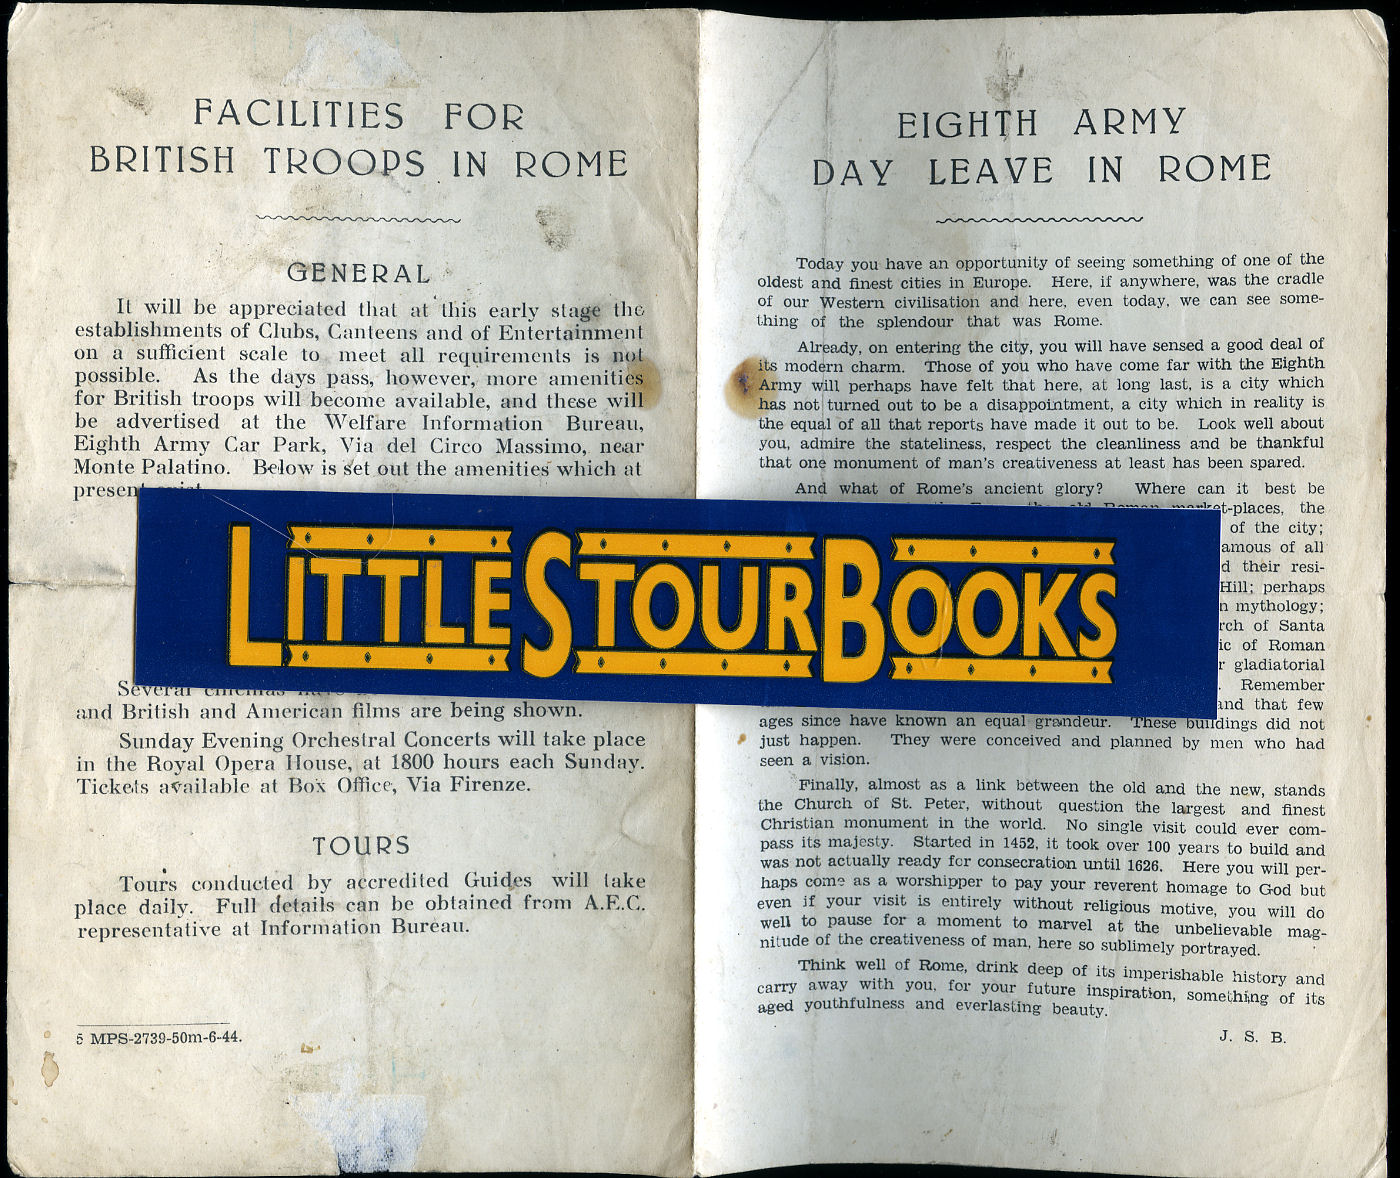 FACILITIES FOR
BRITISH TROOPS IN ROME
GENERAL
It will be appreciated that at this early stage the
establishments of Clubs, Canteens and of Entertainment
on a sufficient scale to meet all requirements is not
possible. As the days pass, however, more amenities
for British troops will become available, and these will
be advertised at the Welfare Information Bureau,
Eighth Army Car Park, Via del Circo Massimo, near
Monte Palatino. Below is set out the amenities which at
present exist
Several cinemas have
and British and American films are being shown.
Sunday Evening Orchestral Concerts will take place
in the Royal Opera House, at 1800 hours each Sunday.
Tickets available at Box Office, Via Firenze.
TOURS
Tours conducted by accredited Guides will take
place daily. Full details can be obtained from A.E.C.
representative at Information Bureau.
5 MPS-2739-50m-6-44.
LITTLE STOUR BOOKS
EIGHTH ARMY
DAY LEAVE IN ROME
Today you have an opportunity of seeing something of one of the
oldest and finest cities in Europe. Here, if anywhere, was the cradle
of our Western civilisation and here, even today, we can see some-
thing of the splendour that was Rome.
Already, on entering the city, you will have sensed a good deal of
its modern charm. Those of you who have come far with the Eighth
Army will perhaps have felt that here, at long last, is a city which
has not turned out to be a disappointment, a city which in reality is
the equal of all that reports have made it out to be. Look well about
you, admire the stateliness, respect the cleanliness and be thankful
that one monument of man's creativeness at least has been spared.
And what of Rome's ancient glory? Where can it best be
the old Roman market-places, the
of the city;
amous of all
d their resi-
Hill; perhaps
n mythology;
rch of Santa
ic of Roman
r gladiatorial
. Remember
and that few
ages since have known an equal grandeur. These buildings did not
just happen. They were conceived and planned by men who had
seen a vision.
Finally, almost as a link between the old and the new, stands
the Church of St. Peter, without question the largest and finest
Christian monument in the world. No single visit could ever com-
pass its majesty. Started in 1452, it took over 100 years to build and
was not actually ready for consecration until 1626. Here you will per-
haps come as a worshipper to pay your reverent homage to God but
even if your visit is entirely without religious motive, you will do
well to pause for a moment to marvel at the unbelievable mag-
nitude of the creativeness of man, here so sublimely portrayed.
Think well of Rome, drink deep of its imperishable history and
carry away with you, for your future inspiration, something of its
aged youthfulness and everlasting beauty.
J. S. B.